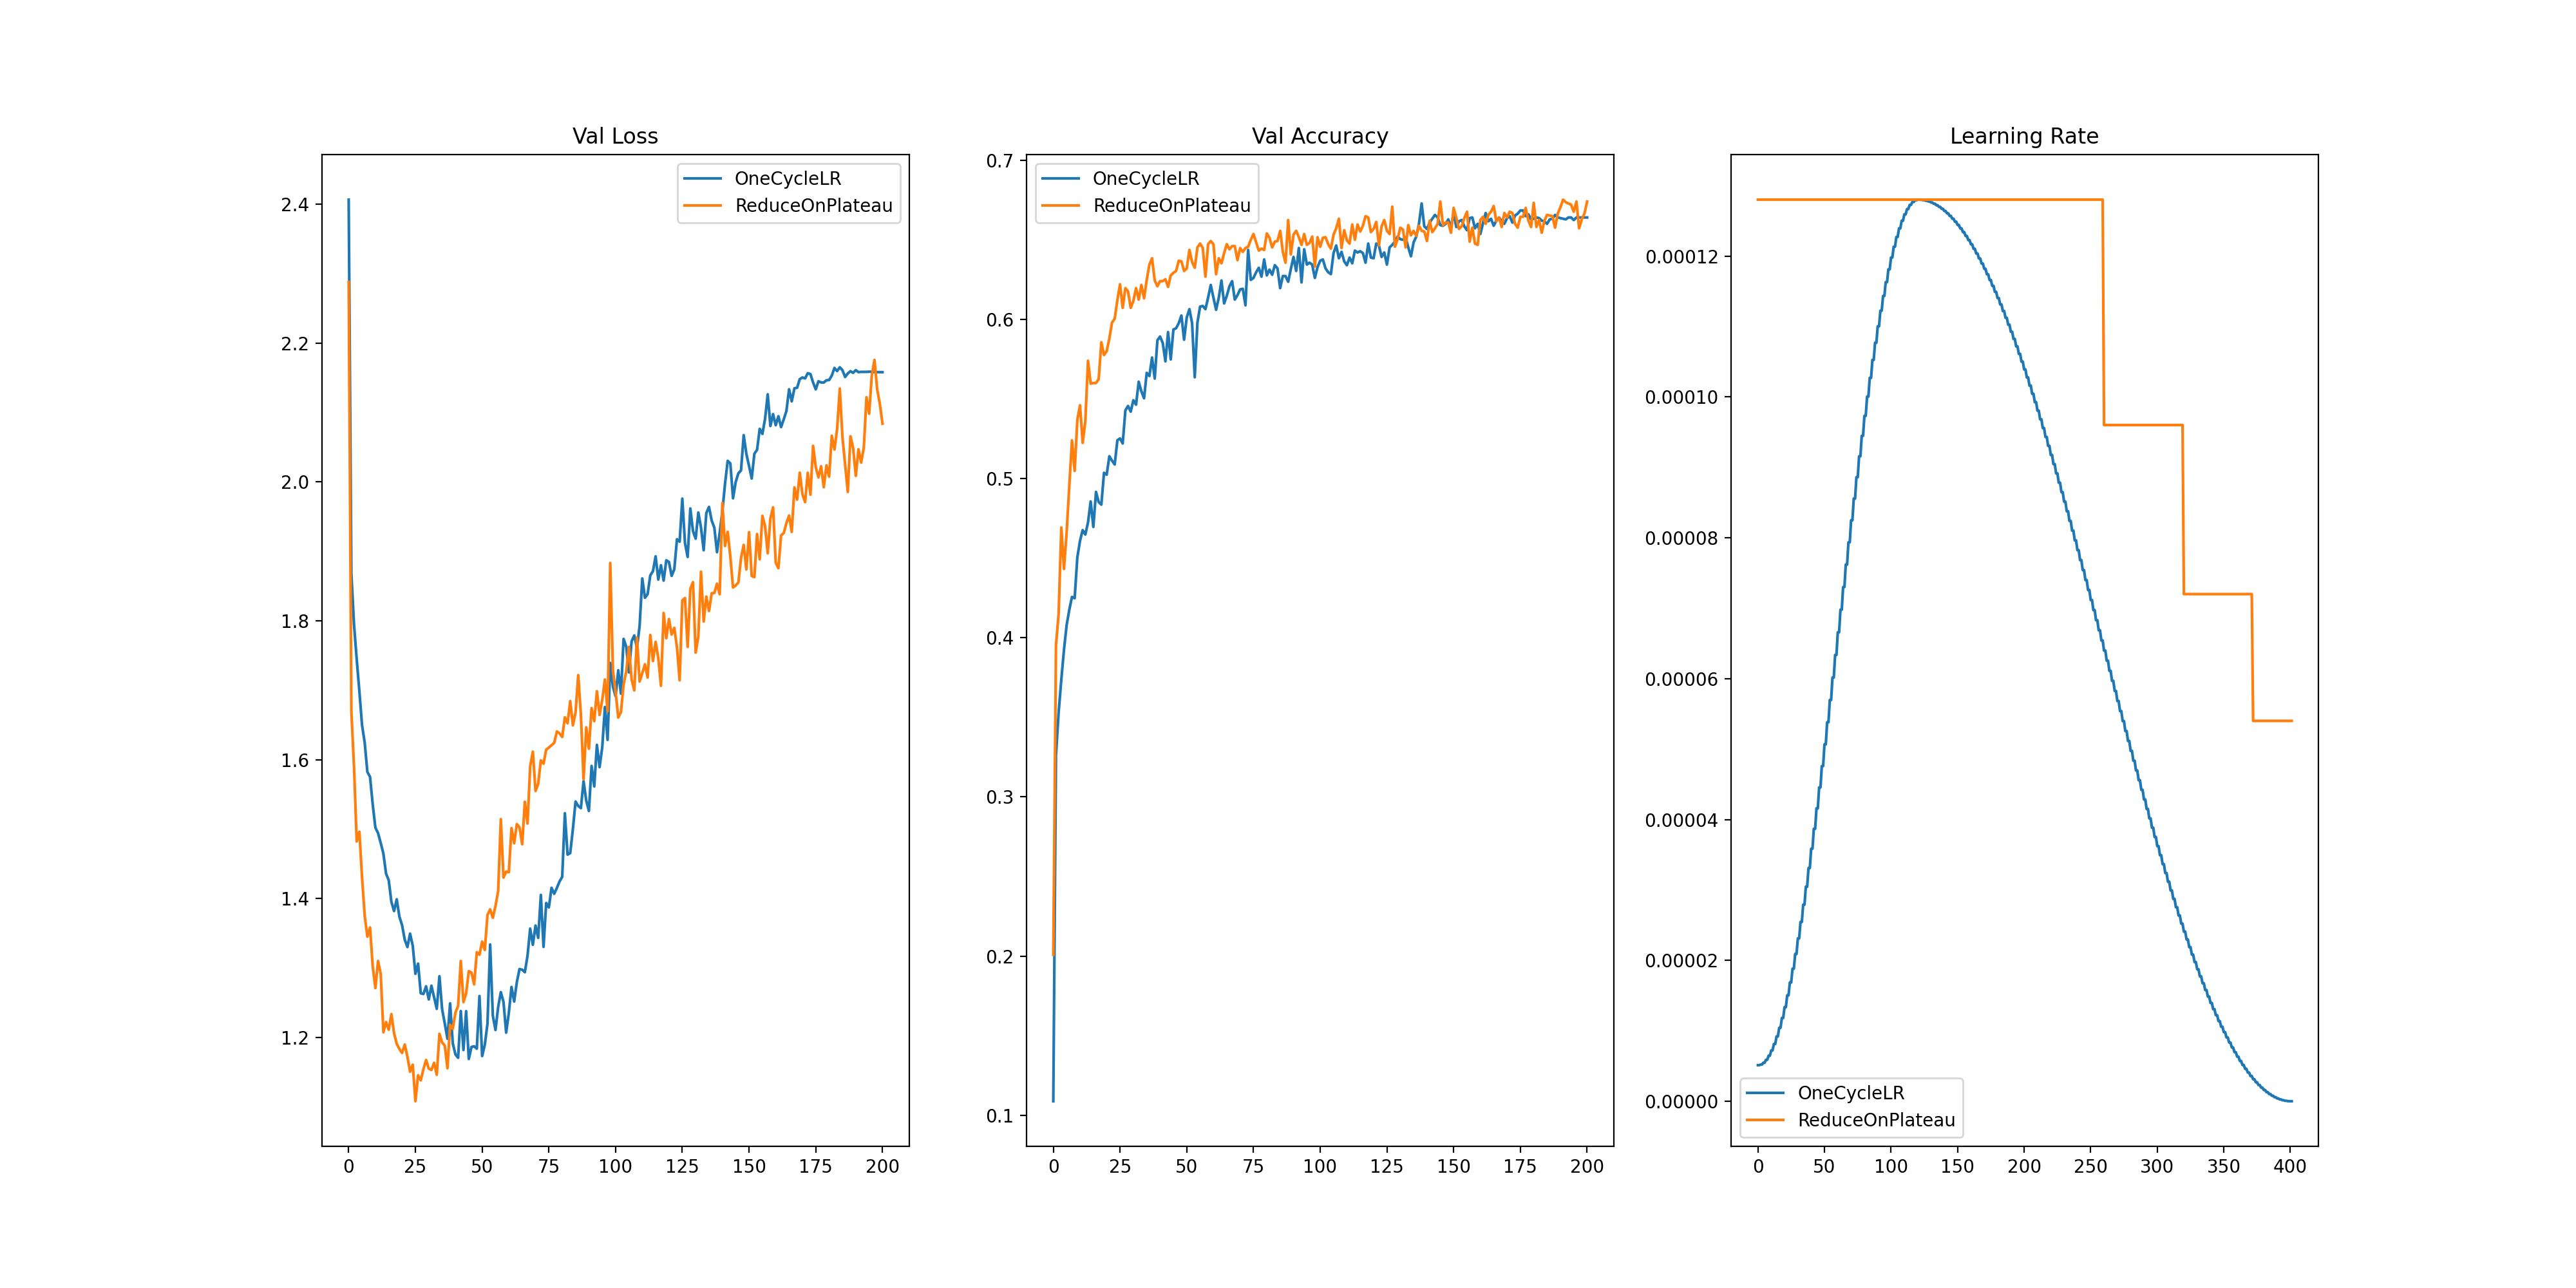 Val Loss
OneCycleLR
ReduceOnPlateau
2.4
2.2
2.0
1.8
1.6
1.4
1.2
0 25 50 75 100 125 150 175 200
Val Accuracy
OneCycleLR
ReduceOnPlateau
0.7
0.6
0.5
0.4
0.3
0.2
0.1
0 25 50 75 100 125 150 175 200
Learning Rate
0.00012
0.00010
0.00008
0.00006
0.00004
0.00002
0.00000
OneCycleLR
ReduceOnPlateau
0 50 100 150 200 250 300 350 400